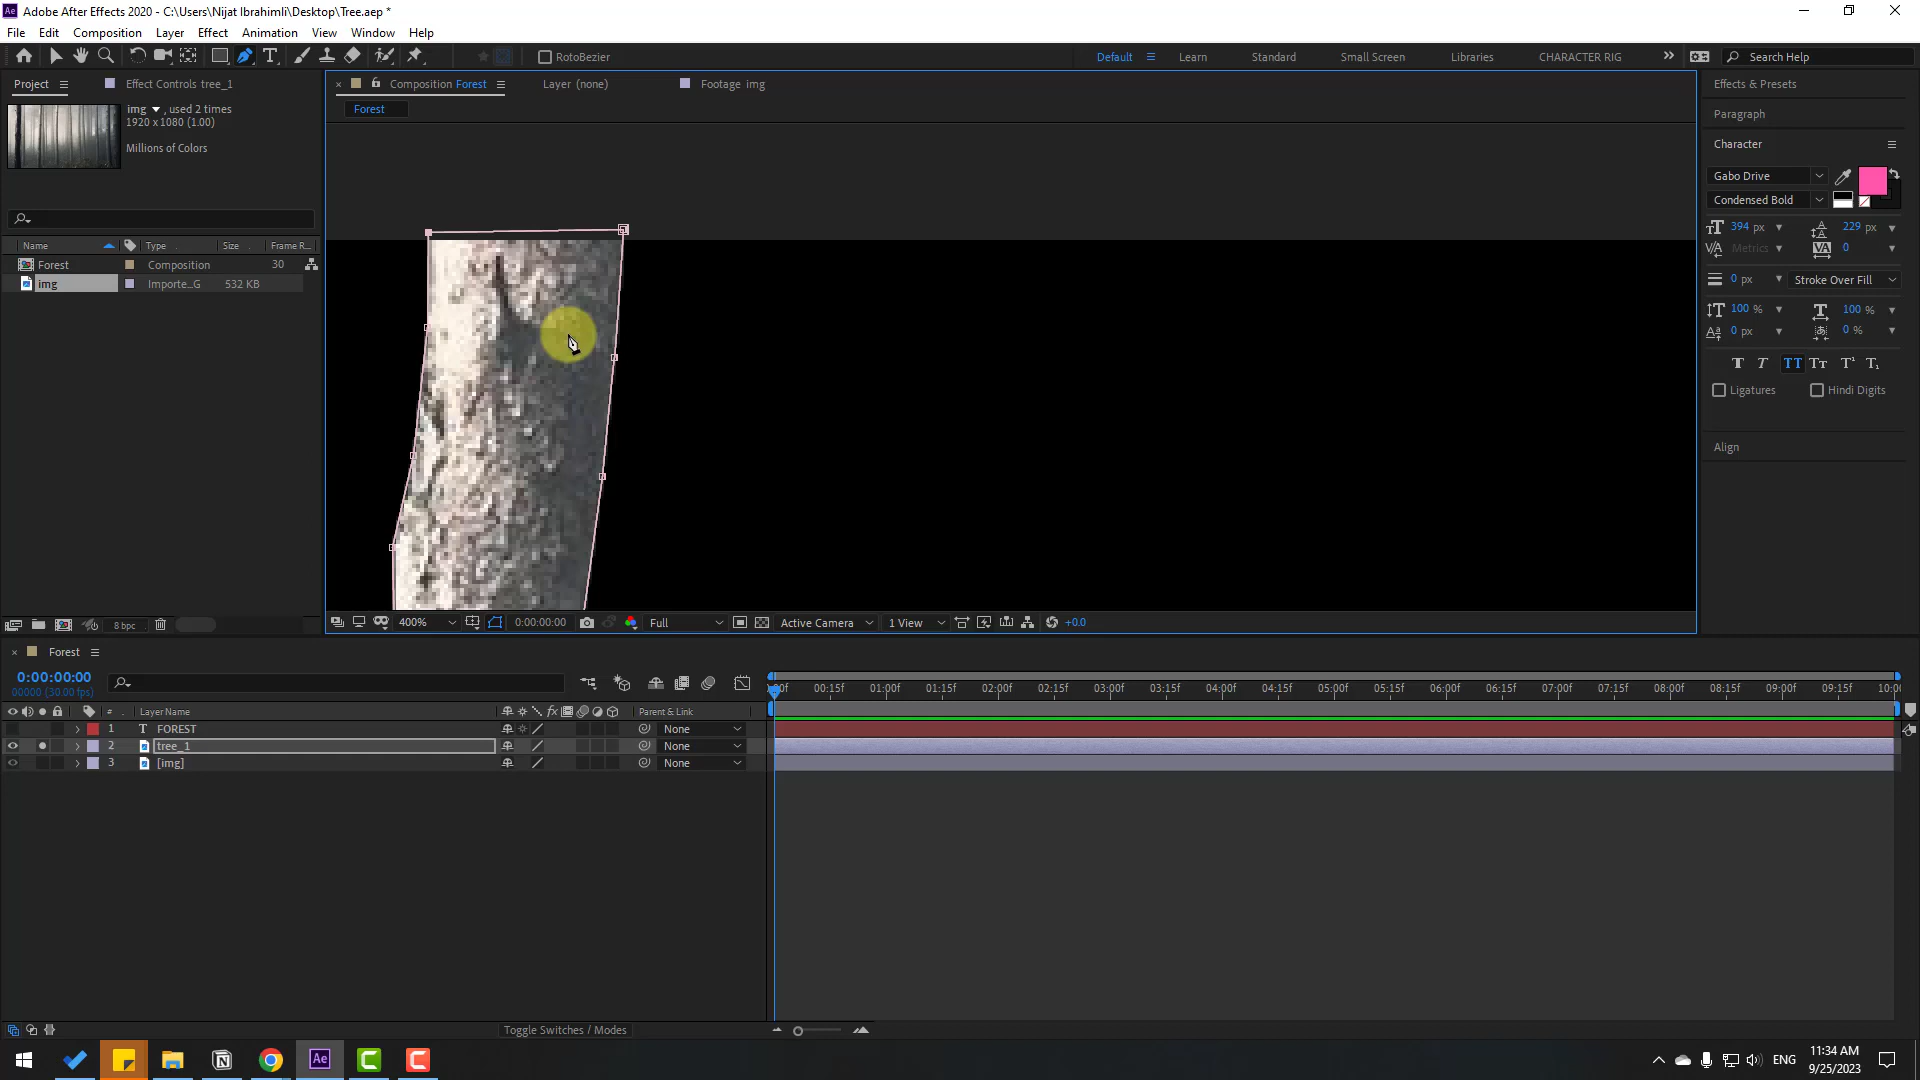 Adobe After Effects 2020 - C:\Users\Nijat Ibrahimli\Desktop\Tree.aep *
File Edit Composition Layer Effect Animation View Window Help
RotoBezier
Default Learn Standard Small Screen Libraries CHARACTER RIG Search Help
Project Effect Controls tree_1
img, used 2 times
1920 x 1080 (1.00)
Millions of Colors
Name Type Size Frame R...
Forest Composition 30
img Importe...G 532 KB
8 bpc
Composition Forest Layer (none) Footage img
Forest
400% 0:00:00:00 Full Active Camera 1 View +0.0
Effects & Presets
Paragraph
Character
Gabo Drive
Condensed Bold
394 px 229 px
Metrics 0
0 px Stroke Over Fill
100 % 100 %
0 px 0 %
Ligatures Hindi Digits
Align
Forest
0:00:00:00
00000 (30.00 fps)
# Layer Name fx Parent & Link
1 T FOREST None
2 tree_1 None
3 [img] None
:00f 00:15f 01:00f 01:15f 02:00f 02:15f 03:00f 03:15f 04:00f 04:15f 05:00f 05:15f 06:00f 06:15f 07:00f 07:15f 08:00f 08:15f 09:00f 09:15f 10:0
Toggle Switches / Modes
ENG
11:34 AM
9/25/2023